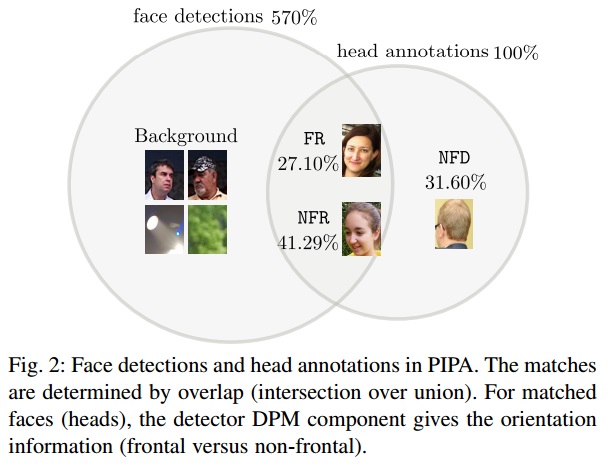 face detections 570%
head annotations 100%
Background
FR
27.10%
NFD
31.60%
NFR
41.29%
Fig. 2: Face detections and head annotations in PIPA. The matches
are determined by overlap (intersection over union). For matched
faces (heads), the detector DPM component gives the orientation
information (frontal versus non-frontal).